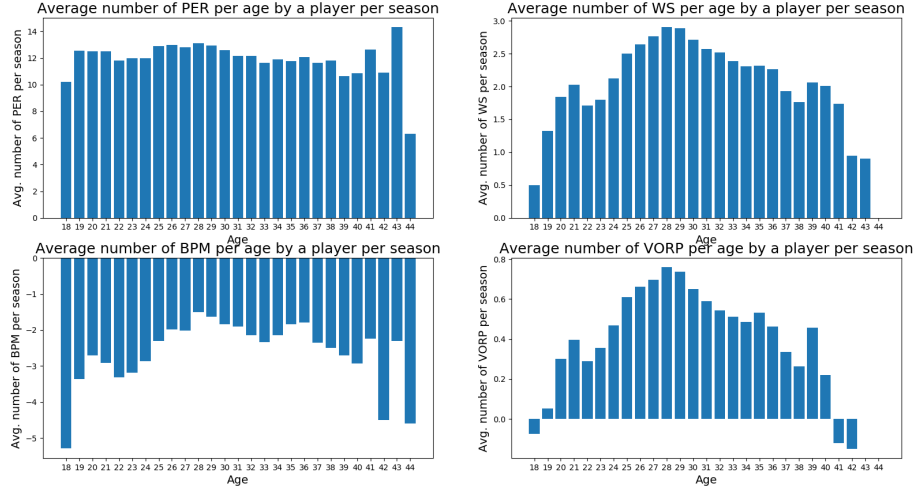 Average number of PER per age by a player per season
Avg. number of PER per season
14
12
10
8
6
4
2
0
18 19 20 21 22 23 24 25 26 27 28 29 30 31 32 33 34 35 36 37 38 39 40 41 42 43 44
Age
Average number of WS per age by a player per season
Avg. number of WS per season
3.0
2.5
2.0
1.5
1.0
0.5
0.0
18 19 20 21 22 23 24 25 26 27 28 29 30 31 32 33 34 35 36 37 38 39 40 41 42 43 44
Age
Average number of BPM per age by a player per season
Avg. number of BPM per season
0
−1
−2
−3
−4
−5
18 19 20 21 22 23 24 25 26 27 28 29 30 31 32 33 34 35 36 37 38 39 40 41 42 43 44
Age
Average number of VORP per age by a player per season
Avg. number of VORP per season
0.8
0.6
0.4
0.2
0.0
18 19 20 21 22 23 24 25 26 27 28 29 30 31 32 33 34 35 36 37 38 39 40 41 42 43 44
Age